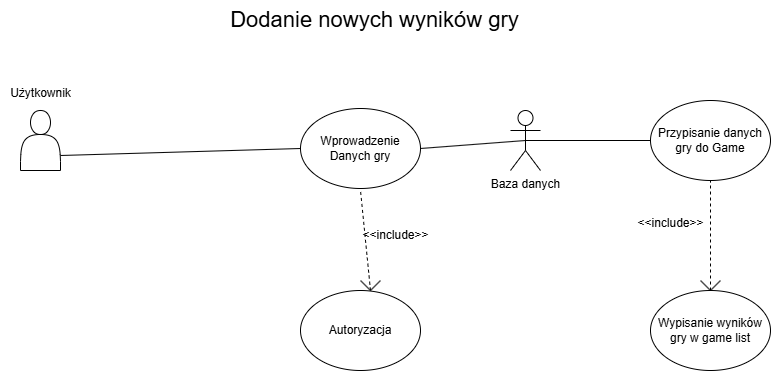 Dodanie nowych wyników gry
Użytkownik
Wprowadzenie
Danych gry
Baza danych
Przypisanie danych
gry do Game
<<include>>
<<include>>
Autoryzacja
Wypisanie wyników
gry w game list